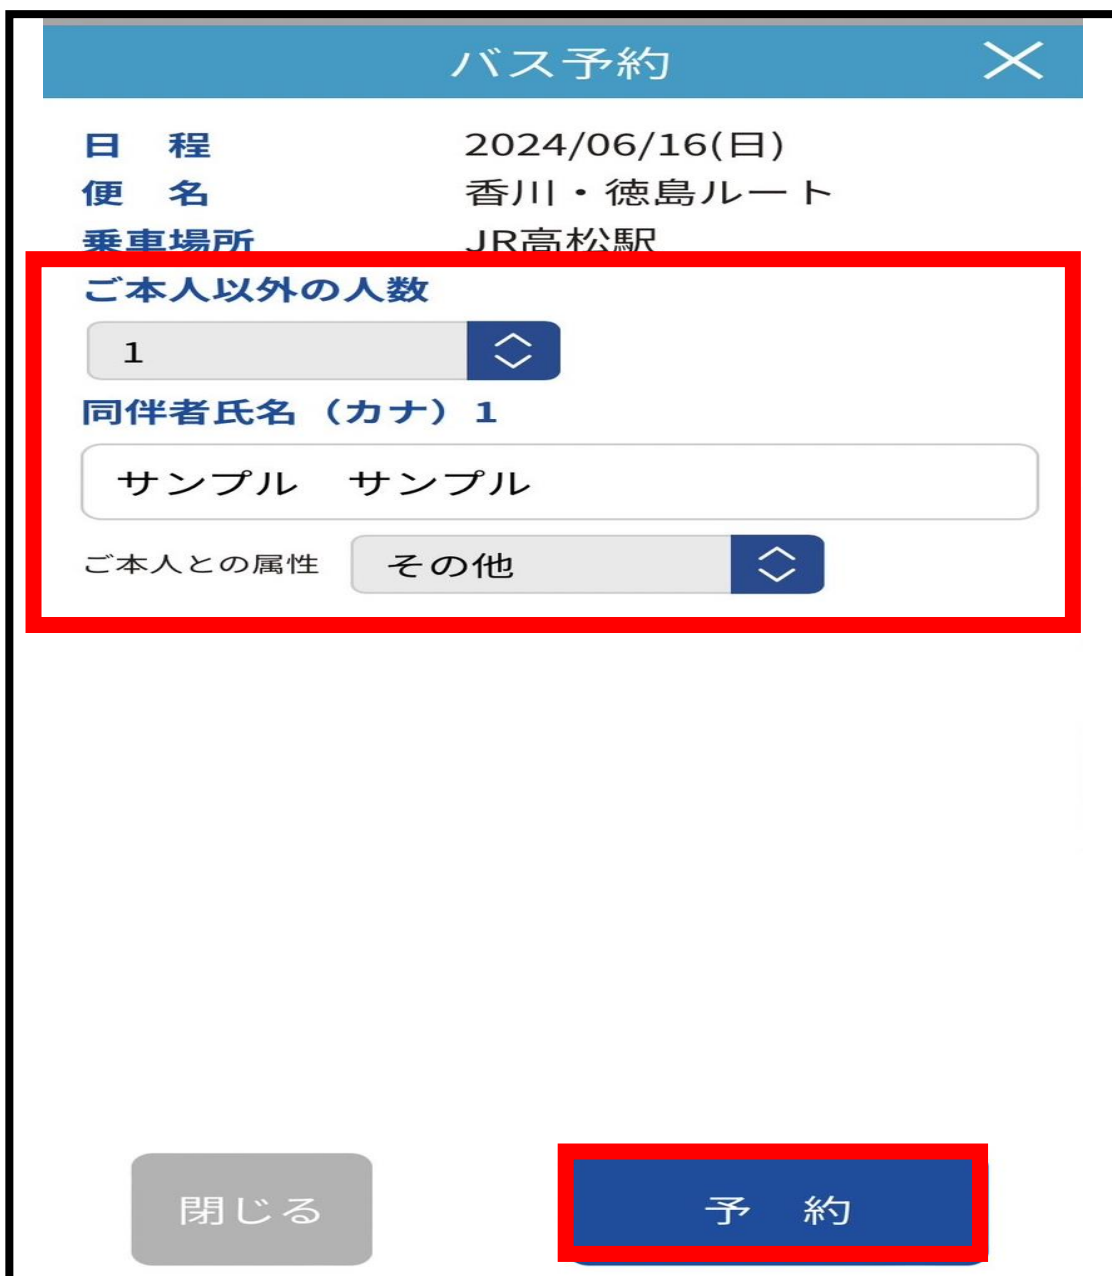 バス予約
日　程　2024/06/16(日)
便　名　香川・徳島ルート
乗車場所　JR高松駅
ご本人以外の人数
1
同伴者氏名（カナ）1
サンプル　サンプル
ご本人との属性　その他
閉じる　予　約